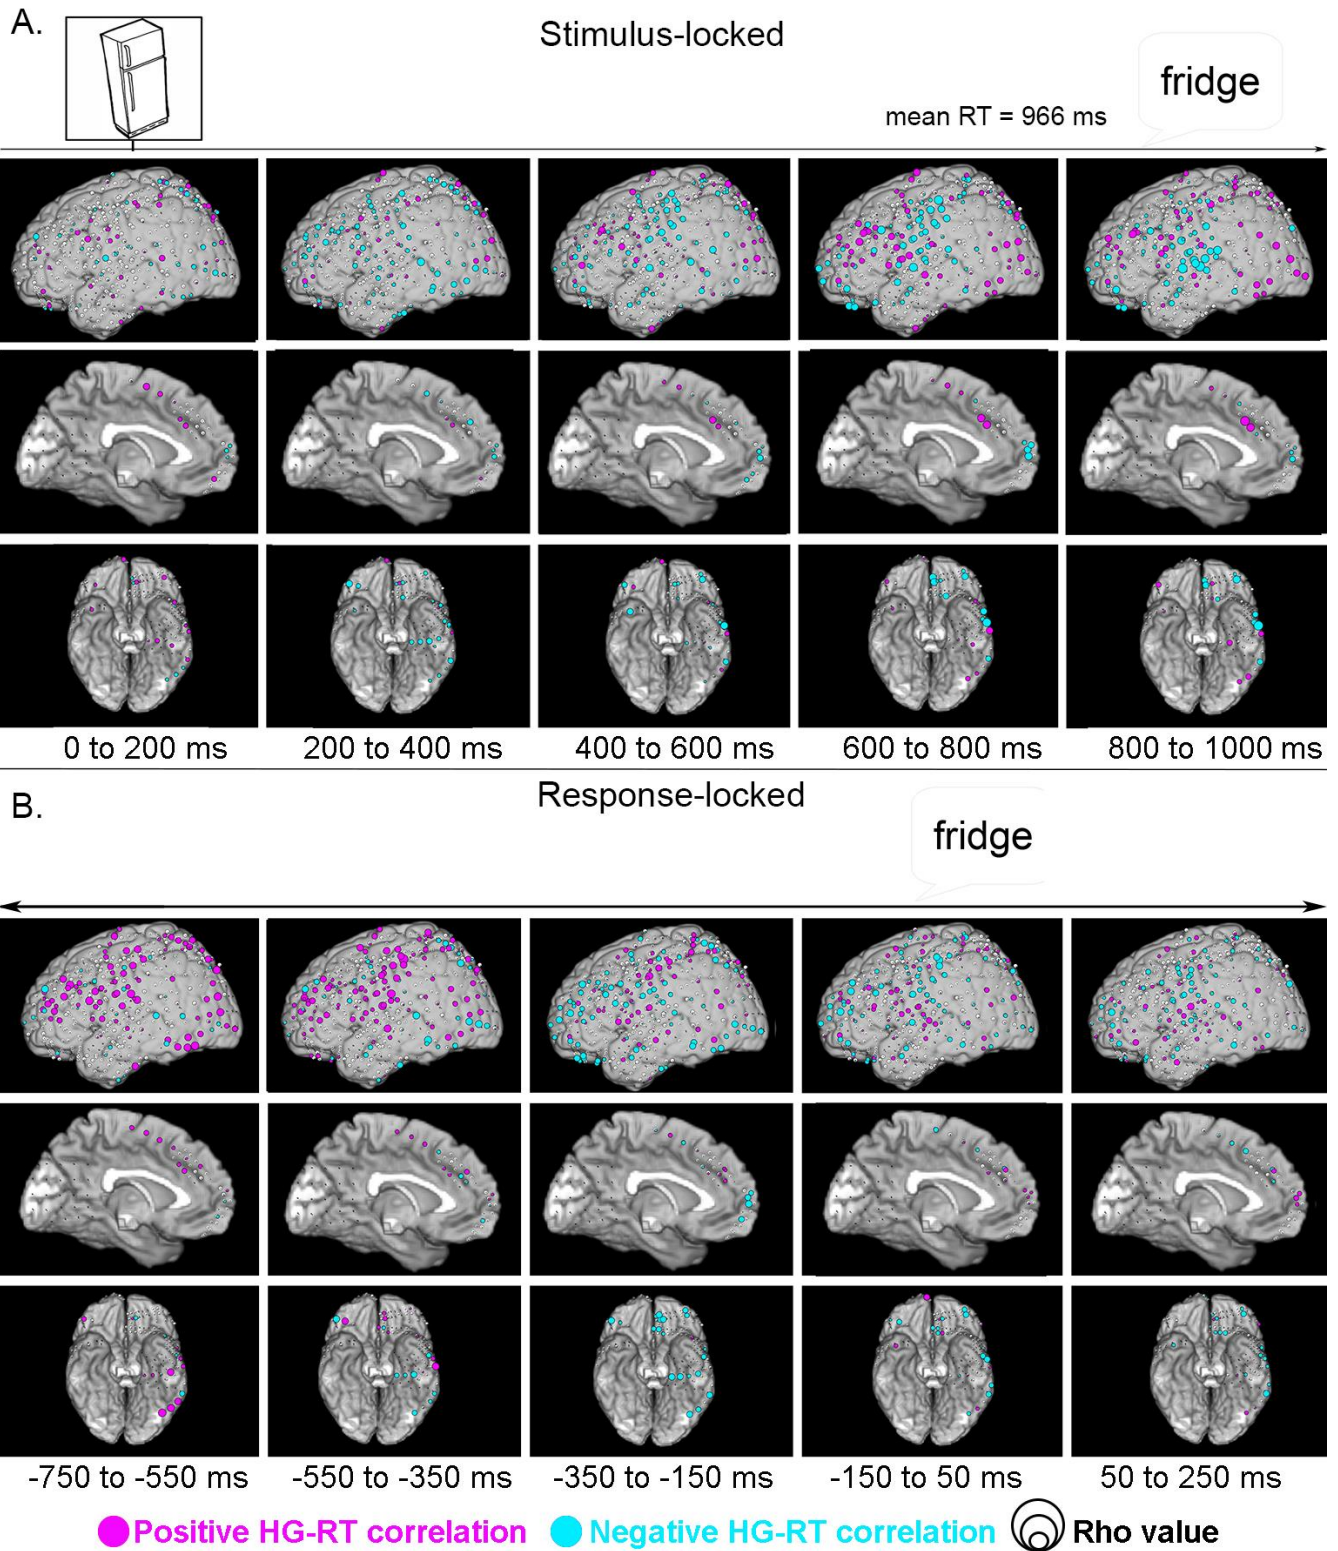 A.
Stimulus-locked
fridge
mean RT = 966 ms
0 to 200 ms
200 to 400 ms
400 to 600 ms
600 to 800 ms
800 to 1000 ms
B.
Response-locked
fridge
-750 to -550 ms
-550 to -350 ms
-350 to -150 ms
-150 to 50 ms
50 to 250 ms
Positive HG-RT correlation
Negative HG-RT correlation
Rho value